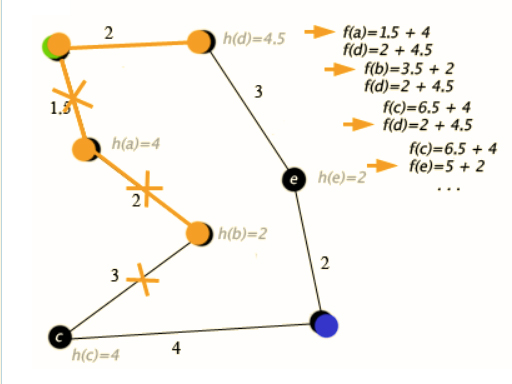 2
h(d)=4.5
f(a)=1.5 + 4
f(d)=2 + 4.5
f(b)=3.5 + 2
f(d)=2 + 4.5
3
1.5
f(c)=6.5 + 4
f(d)=2 + 4.5
h(a)=4
f(c)=6.5 + 4
f(e)=5 + 2
e
h(e)=2
. . .
2
h(b)=2
2
3
c
4
h(c)=4